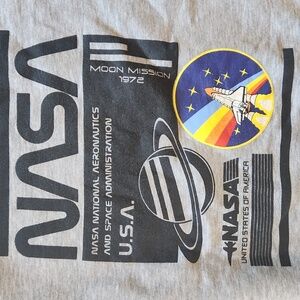 NASA
MOON MISSION
1972
NASA NATIONAL AERONAUTICS
AND SPACE ADMINISTRATION
U.S.A.
NASA
UNITED STATES OF AMERICA